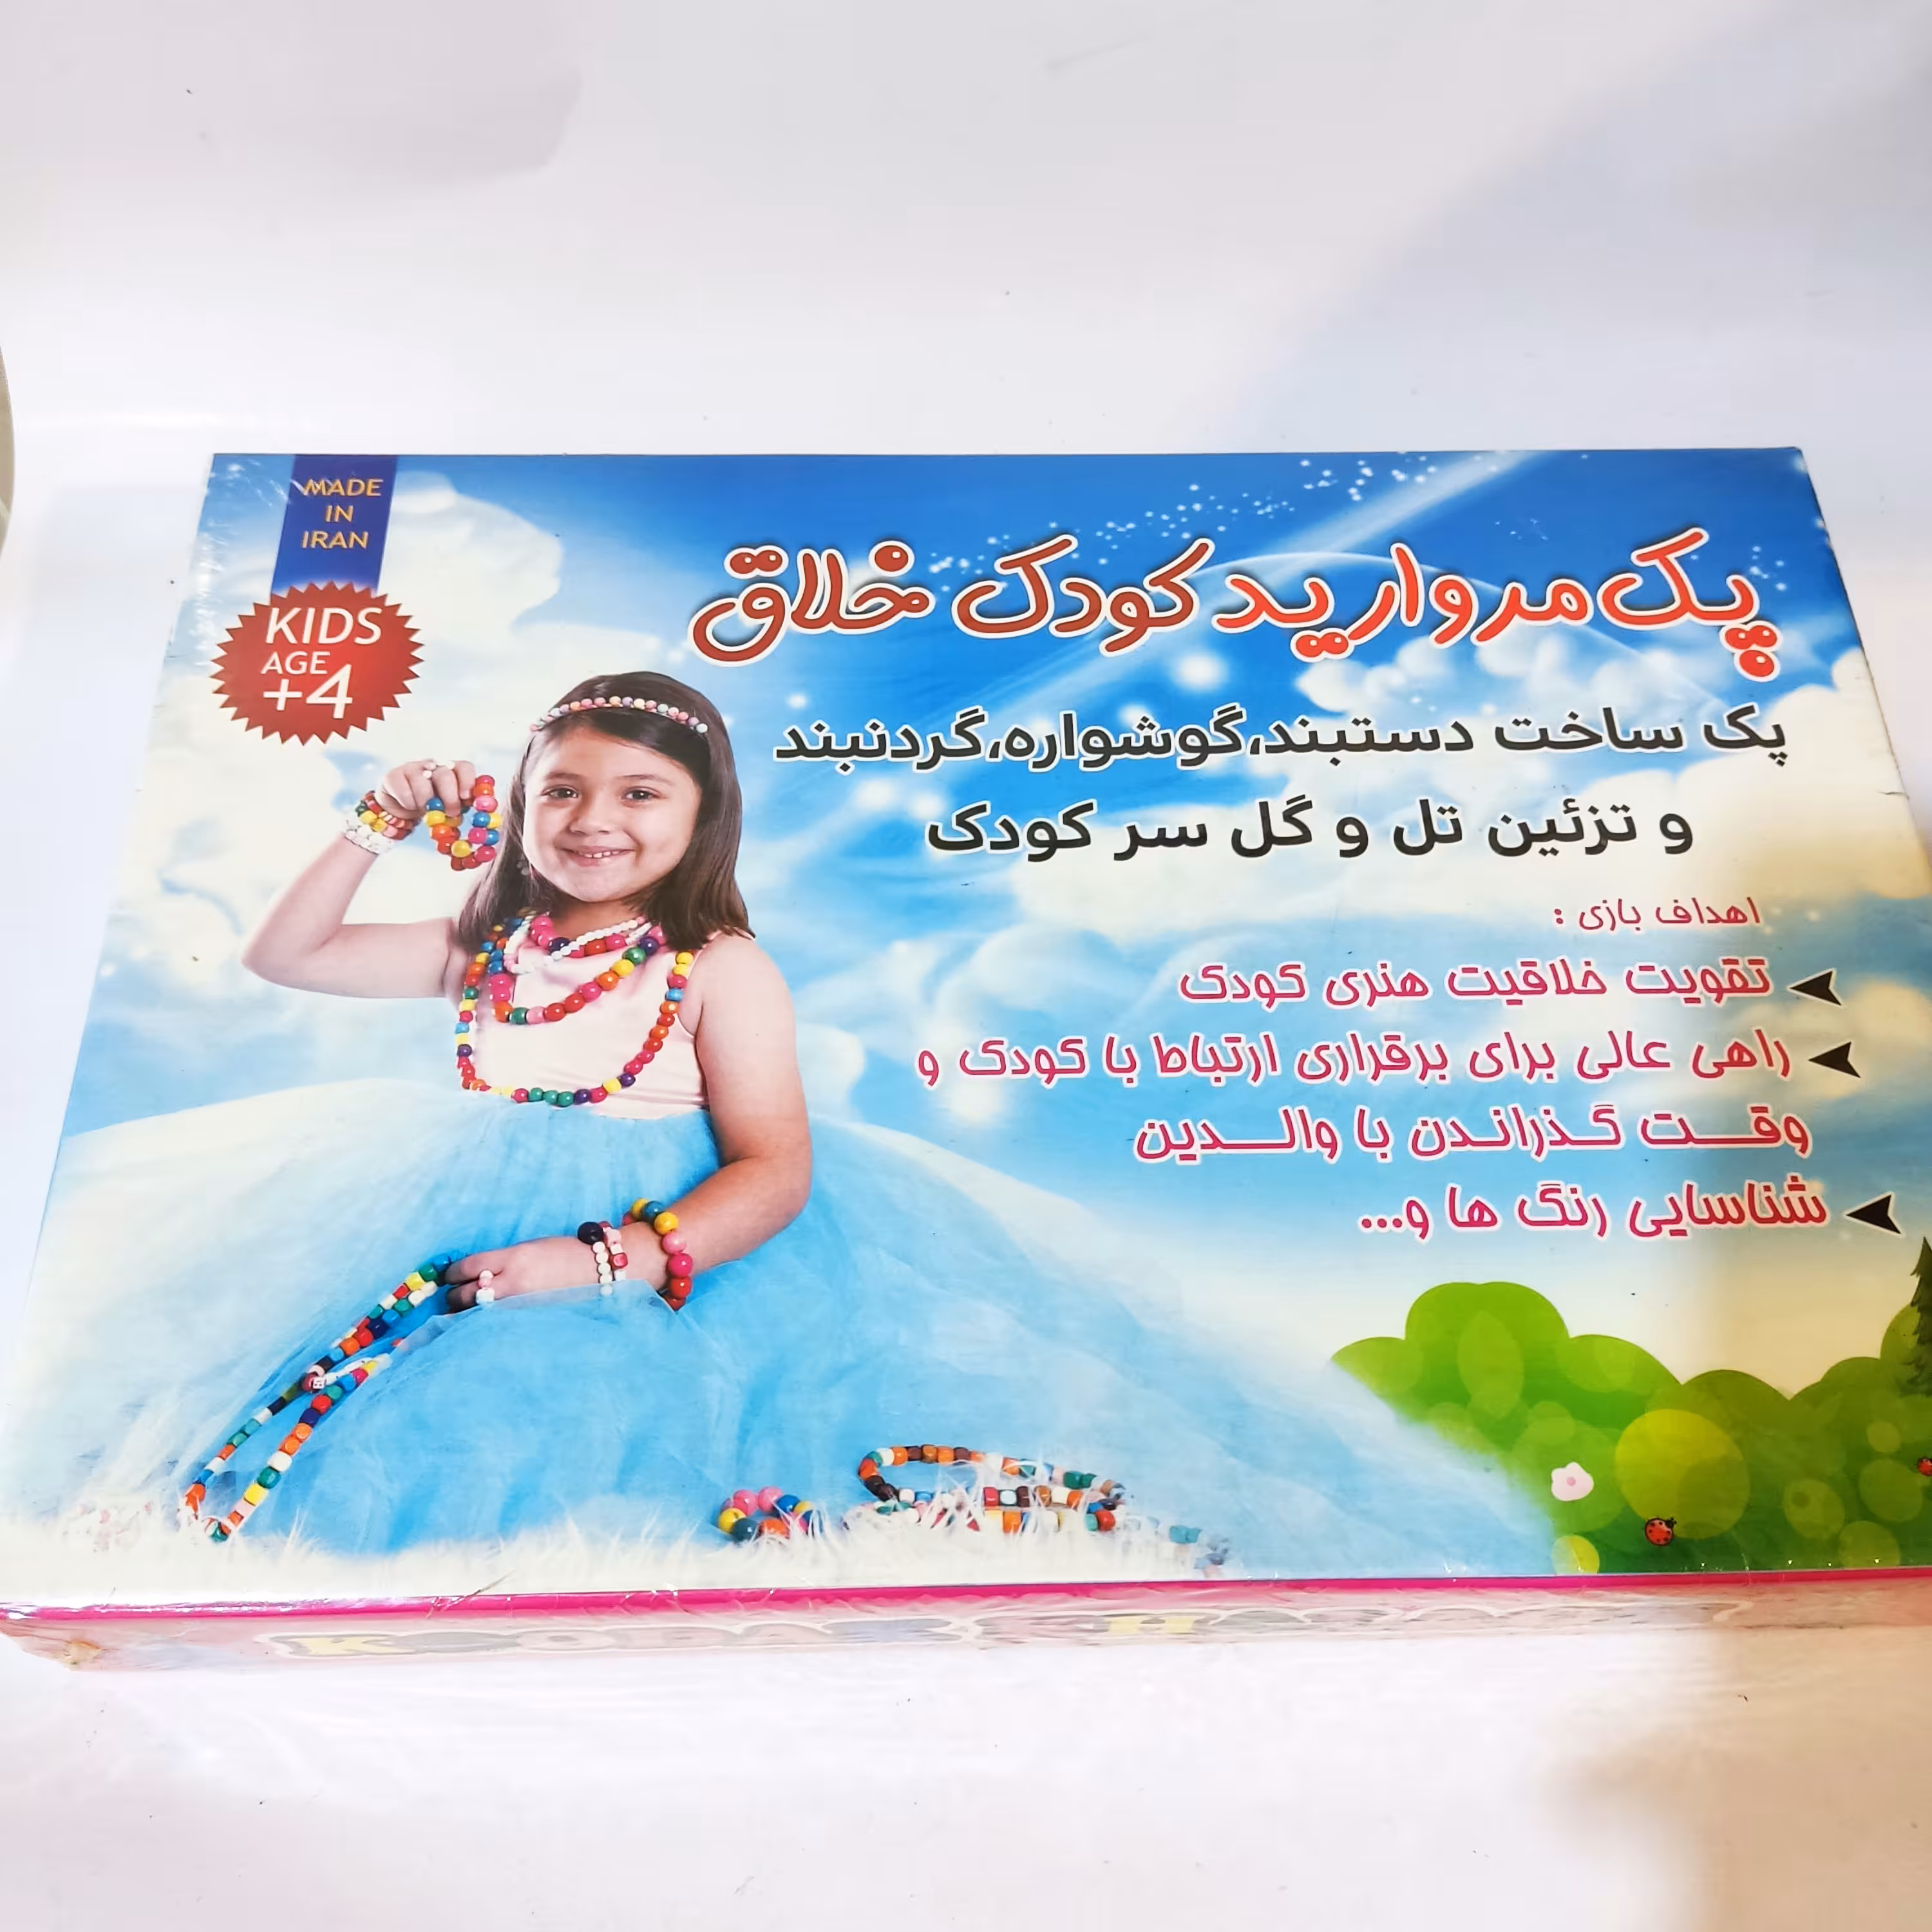 MADE
IN
IRAN
KIDS
AGE
+4
پک مروارید کودک خلاق
پک ساخت دستبند،گوشواره،گردنبند
و تزئین تل و گل سر کودک
اهداف بازی :
تقویت خلاقیت هنری کودک
راهی عالی برای برقراری ارتباط با کودک و
وقت گذراندن با والدین
شناسایی رنگ ها و...